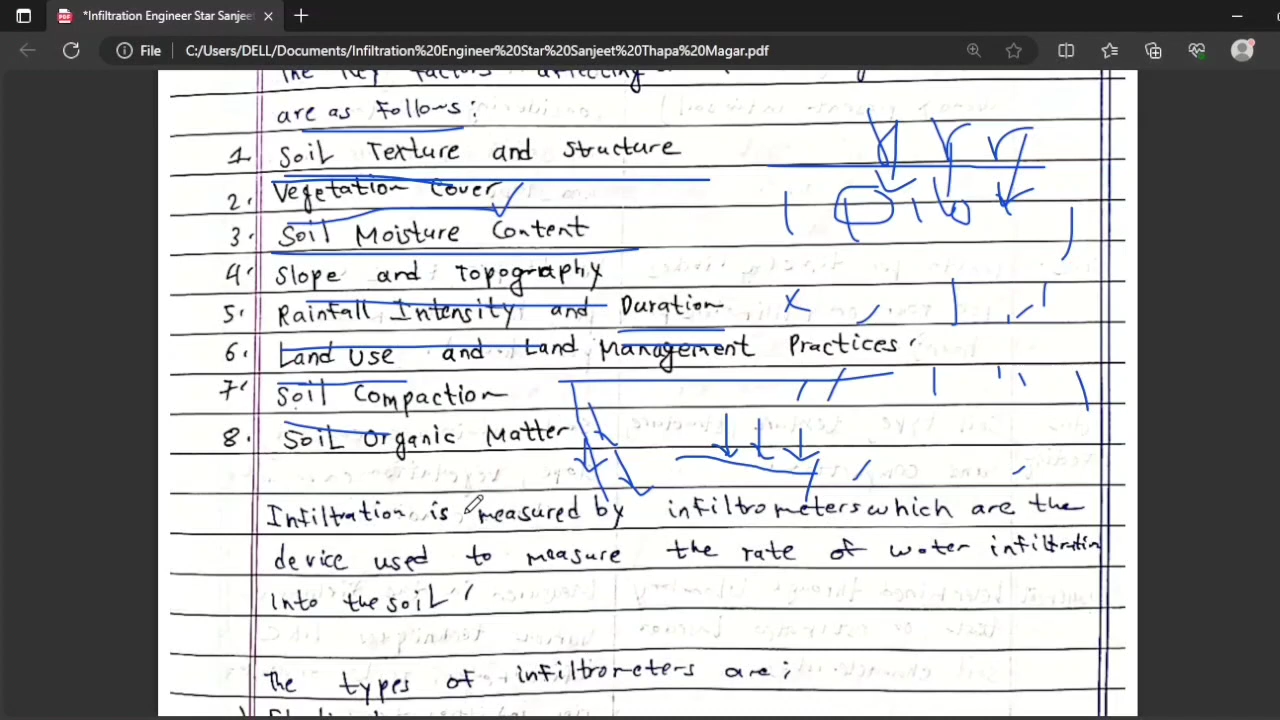 *Infiltration Engineer Star Sanjee
File C:/Users/DELL/Documents/Infiltration%20Engineer%20Star%20Sanjeet%20Thapa%20Magar.pdf
The key factors affecting
are as follows:
1. Soil Texture and structure
2. Vegetation Cover
3. Soil Moisture Content
4. Slope and Topography
5. Rainfall Intensity and Duration
6. Land Use and Land Management Practices.
7. Soil Compaction
8. Soil Organic Matter
Infiltration is measured by infiltrometers which are the
device used to measure the rate of water infiltration
into the soil.
The types of infiltrometers are: